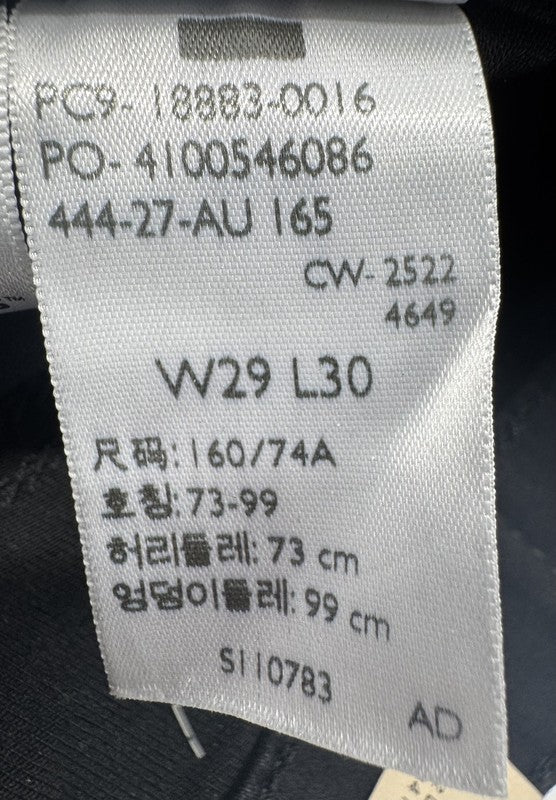 PC9- 18883-0016
PO- 4100546086
444-27-AU 165
CW- 2522
4649
W29 L30
尺码: 160/74A
호칭: 73-99
허리둘레: 73 cm
엉덩이둘레: 99 cm
S110783
AD